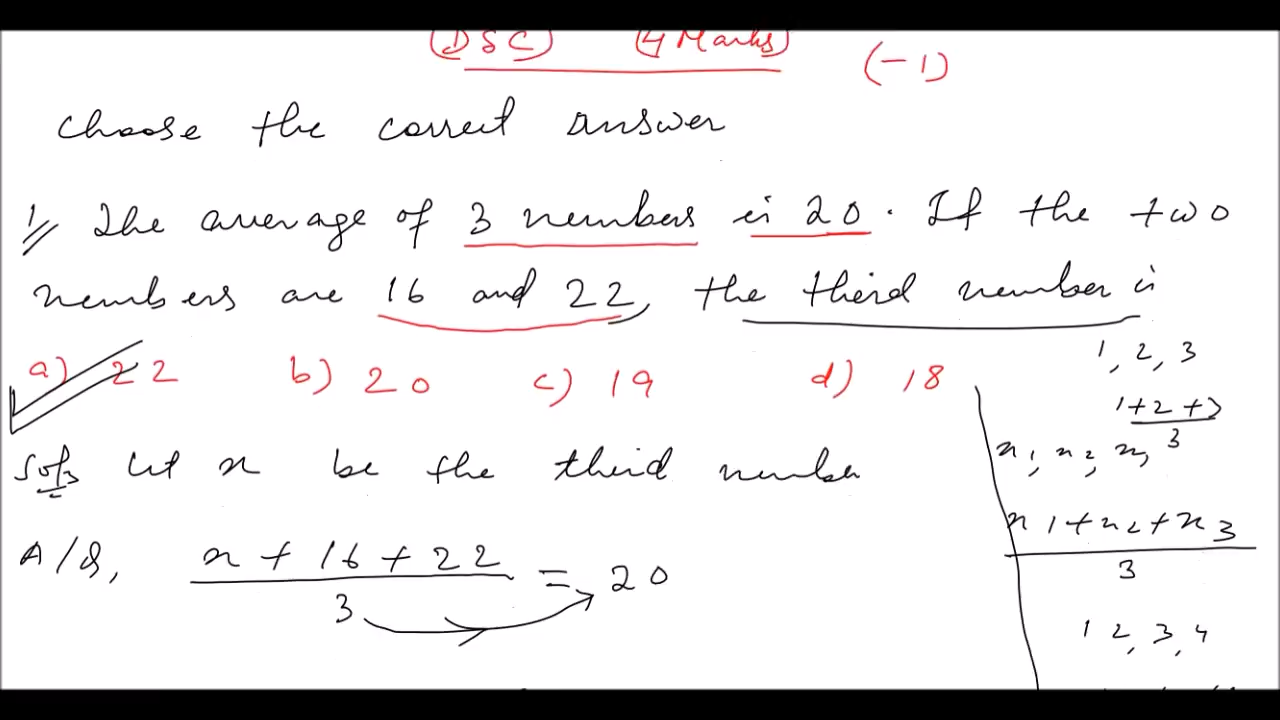 (DSC) (4 Marks) (-1)
choose the correct answer
1// The average of 3 numbers is 20. If the two
numbers are 16 and 22, the third number is
a) 22 b) 20 c) 19 d) 18
Soln Let x be the third number
A/Q, x + 16 + 22
3
= 20
1, 2, 3
1+2+3
3
x1, x2, x3
x1+x2+x3
3
1 2, 3, 4